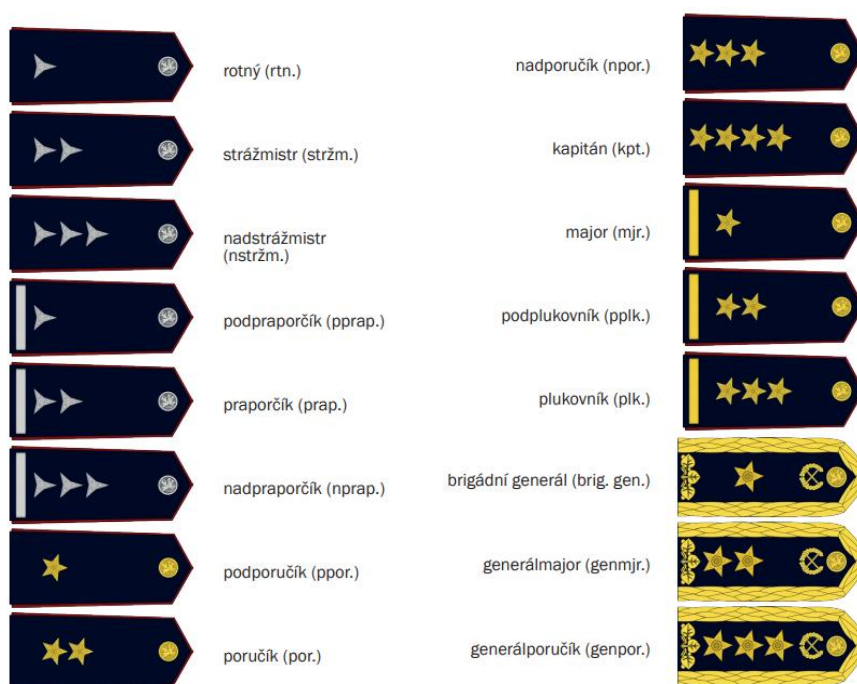 rotný (rtn.)
strážmistr (stržm.)
nadstrážmistr
(nstržm.)
podpraporčík (pprap.)
praporčík (prap.)
nadpraporčík (nprap.)
podporučík (ppor.)
poručík (por.)
nadporučík (npor.)
kapitán (kpt.)
major (mjr.)
podplukovník (pplk.)
plukovník (plk.)
brigádní generál (brig. gen.)
generálmajor (genmjr.)
generálporučík (genpor.)